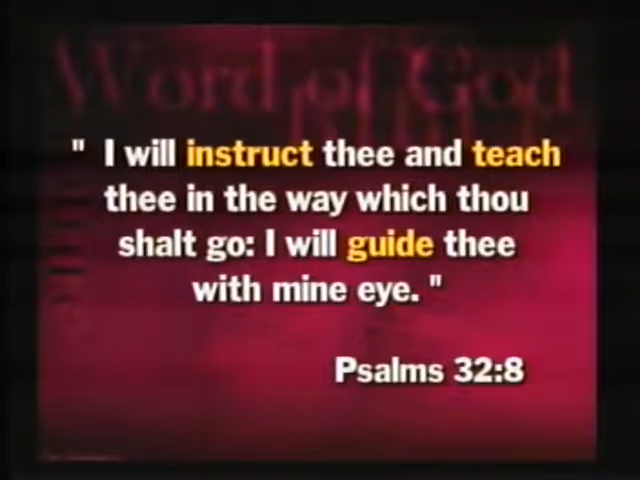 Word of God
" I will instruct thee and teach
thee in the way which thou
shalt go: I will guide thee
with mine eye. "
Psalms 32:8